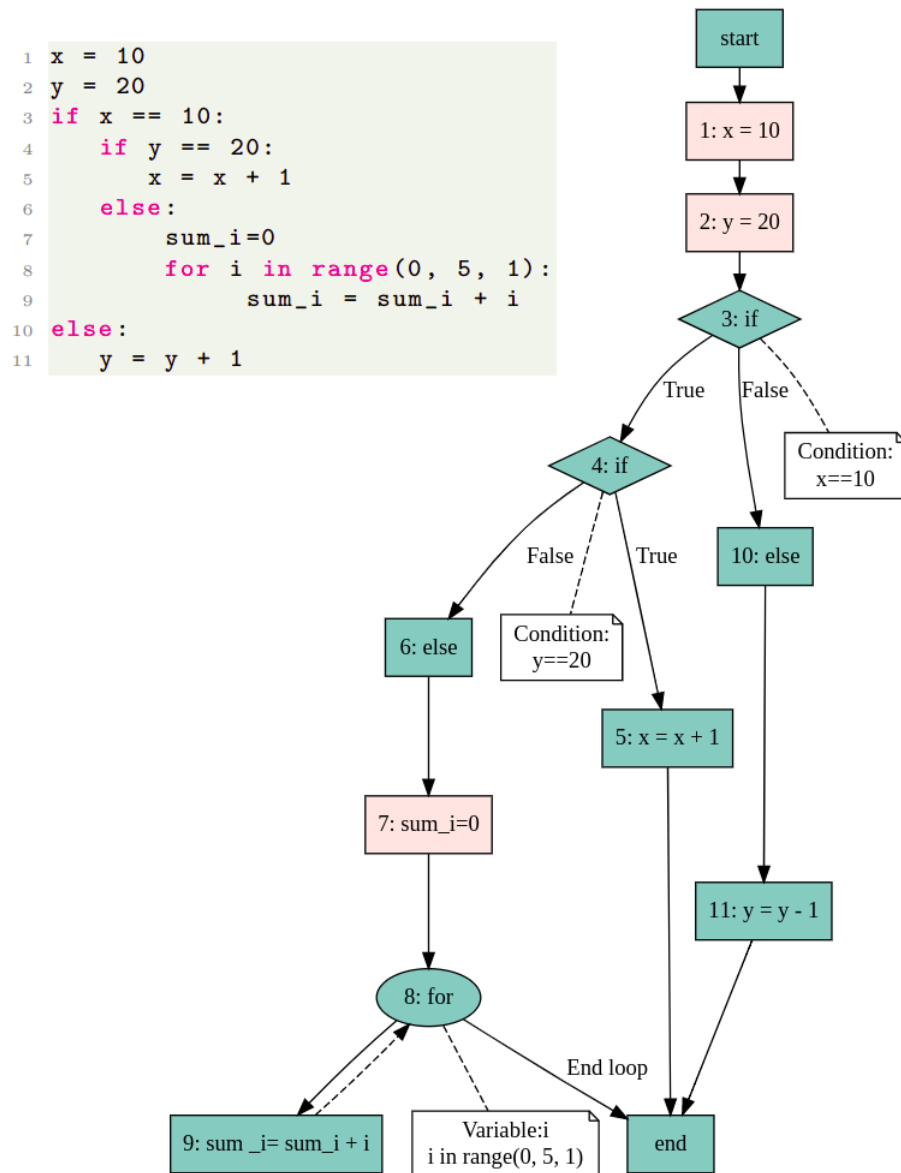 1 x = 10
2 y = 20
3 if x == 10:
4    if y == 20:
5       x = x + 1
6    else:
7        sum_i=0
8        for i in range(0, 5, 1):
9             sum_i = sum_i + i
10 else:
11    y = y + 1
start
1: x = 10
2: y = 20
3: if
True
False
Condition:
x==10
4: if
False
True
10: else
Condition:
y==20
6: else
5: x = x + 1
7: sum_i=0
11: y = y - 1
8: for
End loop
9: sum _i= sum_i + i
Variable:i
i in range(0, 5, 1)
end